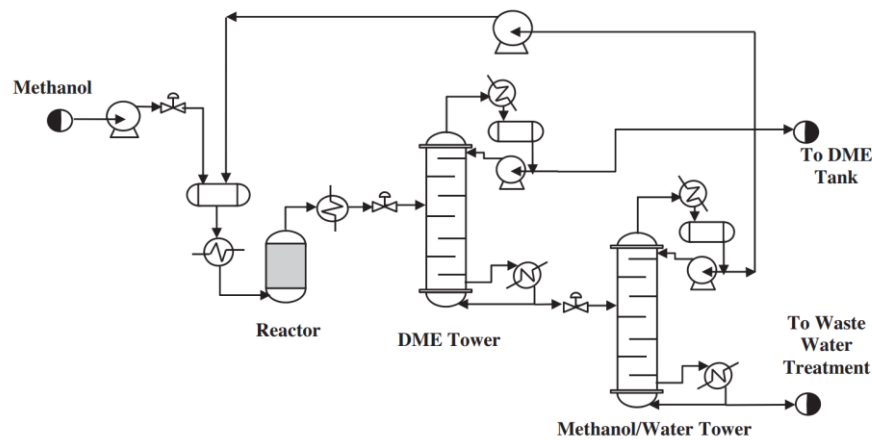 Methanol
To DME
Tank
Reactor
DME Tower
To Waste
Water
Treatment
Methanol/Water Tower